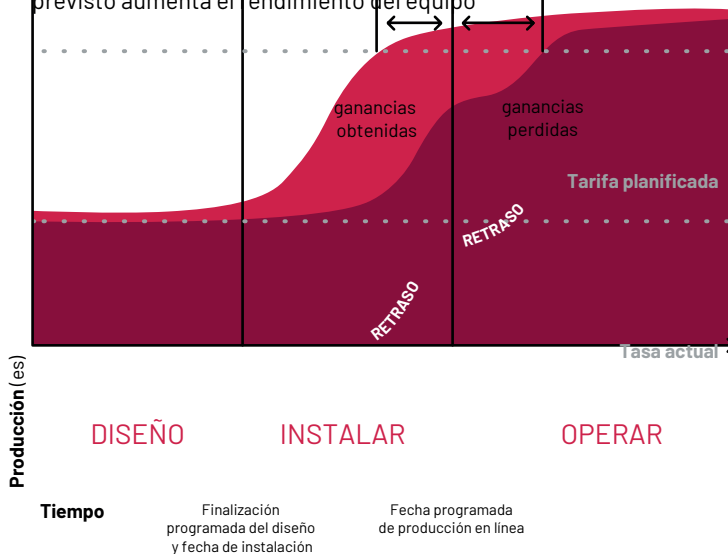 previsto aumenta el rendimiento del equipo
ganancias
obtenidas
ganancias
perdidas
Tarifa planificada
RETRASO
RETRASO
Tasa actual
Producción (es)
DISEÑO
INSTALAR
OPERAR
Tiempo
Finalización
programada del diseño
y fecha de instalación
Fecha programada
de producción en línea